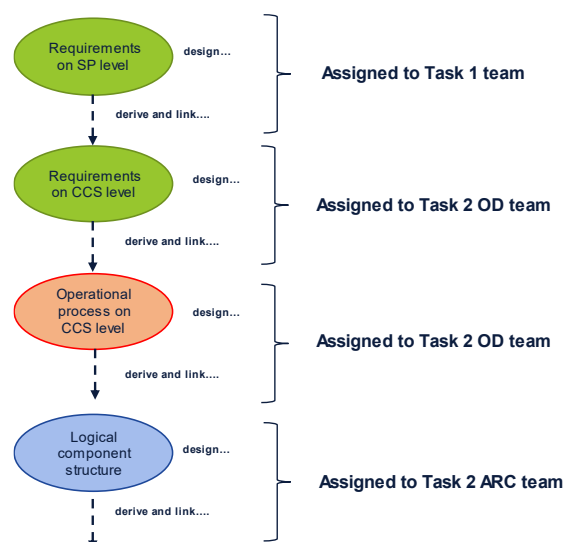 Requirements
on SP level
design…
Assigned to Task 1 team
derive and link….
Requirements
on CCS level
design…
Assigned to Task 2 OD team
derive and link….
Operational
process on
CCS level
design…
Assigned to Task 2 OD team
derive and link….
Logical
component
structure
design…
Assigned to Task 2 ARC team
derive and link….